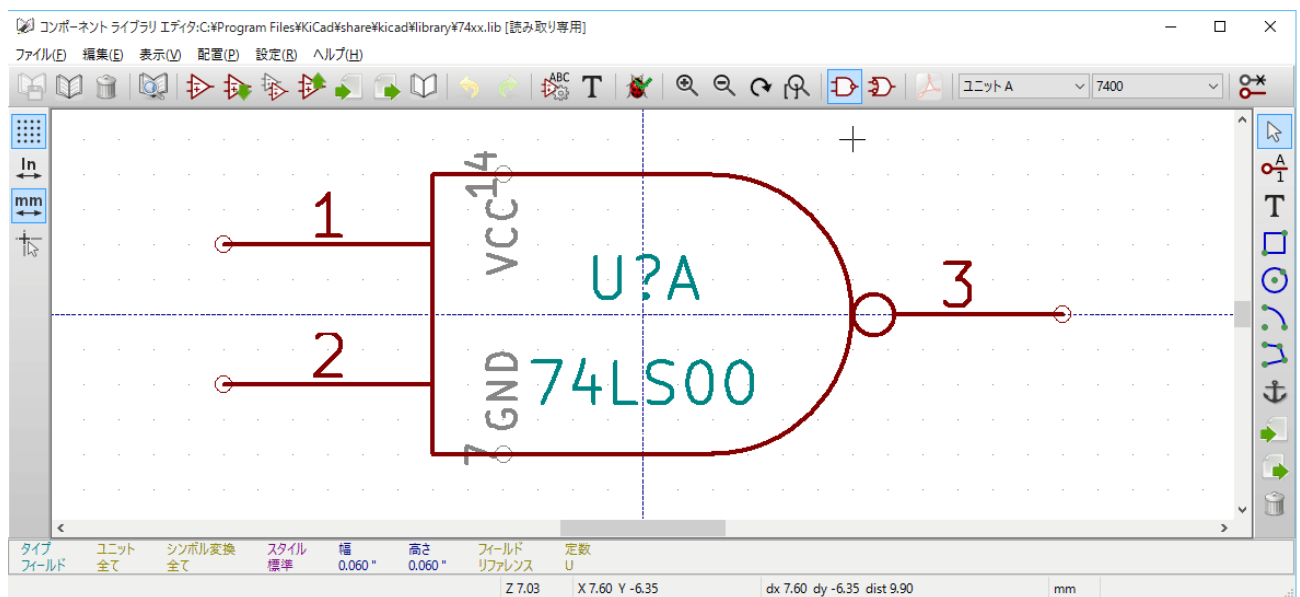 コンポーネント ライブラリ エディタ:C:¥Program Files¥KiCad¥share¥kicad¥library¥74xx.lib [読み取り専用]
ファイル(F) 編集(E) 表示(V) 配置(P) 設定(R) ヘルプ(H)
ABC T ユニット A 7400
In
mm
A
1
T
14
VCC
1
U?A
3
2
GND
74LS00
7
タイプ ユニット シンボル変換 スタイル 幅 高さ フィールド 定数
フィールド 全て 全て 標準 0.060 " 0.060 " リファレンス U
Z 7.03 X 7.60 Y -6.35 dx 7.60 dy -6.35 dist 9.90 mm